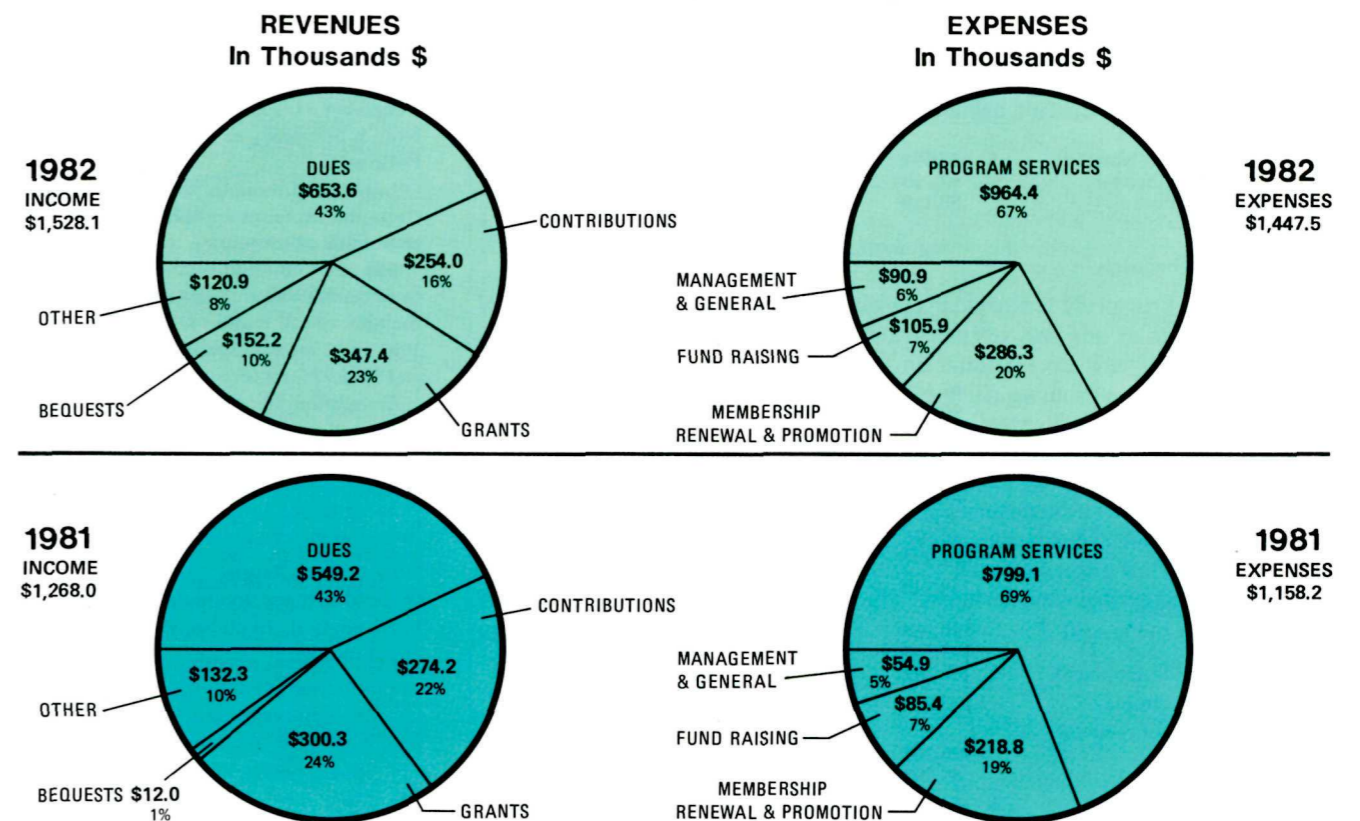 REVENUES
In Thousands $
EXPENSES
In Thousands $
1982
INCOME
$1,528.1
DUES
$653.6
43%
CONTRIBUTIONS
$254.0
16%
$120.9
8%
OTHER
$152.2
10%
BEQUESTS
$347.4
23%
GRANTS
PROGRAM SERVICES
$964.4
67%
1982
EXPENSES
$1,447.5
MANAGEMENT
& GENERAL
$90.9
6%
FUND RAISING
$105.9
7%
$286.3
20%
MEMBERSHIP
RENEWAL & PROMOTION
1981
INCOME
$1,268.0
DUES
$549.2
43%
CONTRIBUTIONS
$274.2
22%
$132.3
10%
OTHER
$300.3
24%
BEQUESTS $12.0
1%
GRANTS
PROGRAM SERVICES
$799.1
69%
1981
EXPENSES
$1,158.2
MANAGEMENT
& GENERAL
$54.9
5%
$85.4
7%
FUND RAISING
$218.8
19%
MEMBERSHIP
RENEWAL & PROMOTION